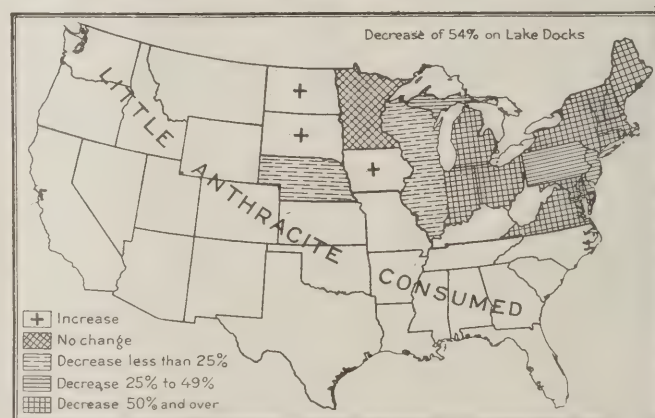 Decrease of 54% on Lake Docks
LITTLE ANTHRACITE CONSUMED
+ Increase
No change
Decrease less than 25%
Decrease 25% to 49%
Decrease 50% and over